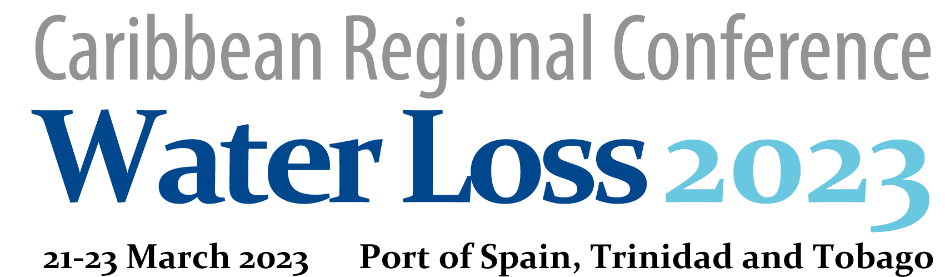 Caribbean Regional Conference
Water Loss 2023
21-23 March 2023 Port of Spain, Trinidad and Tobago